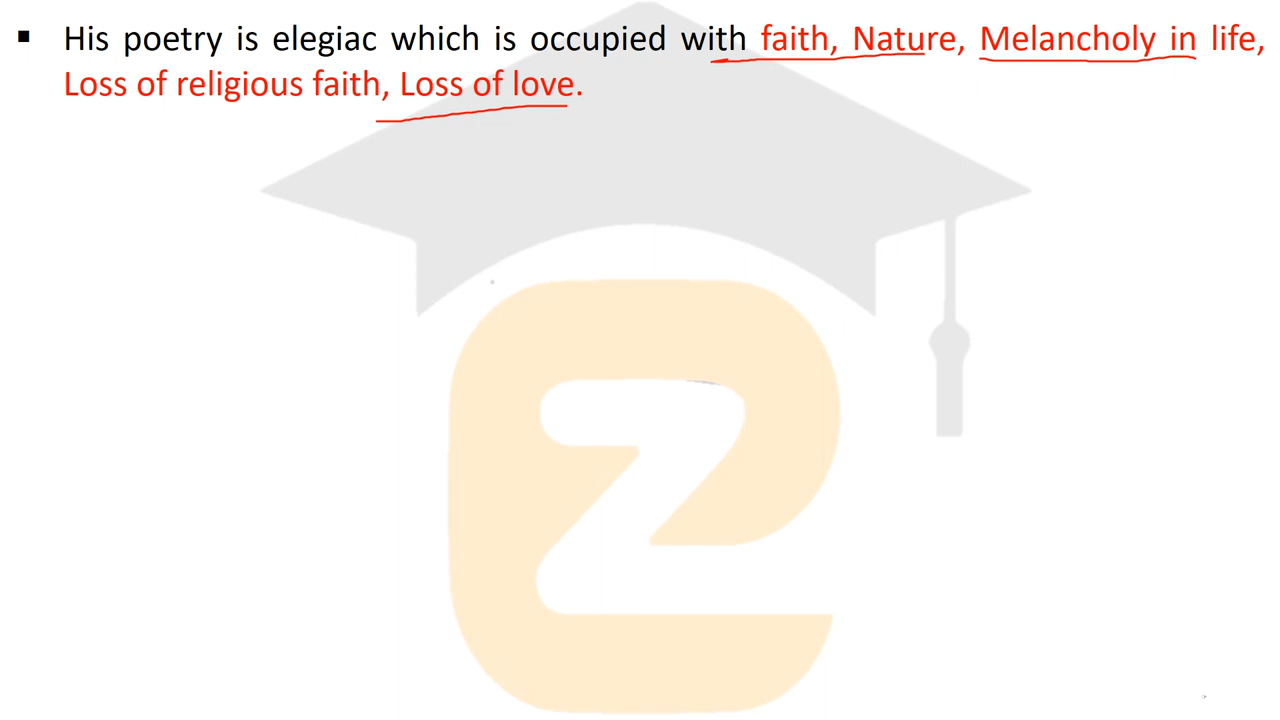 ▪ His poetry is elegiac which is occupied with faith, Nature, Melancholy in life,
Loss of religious faith, Loss of love.